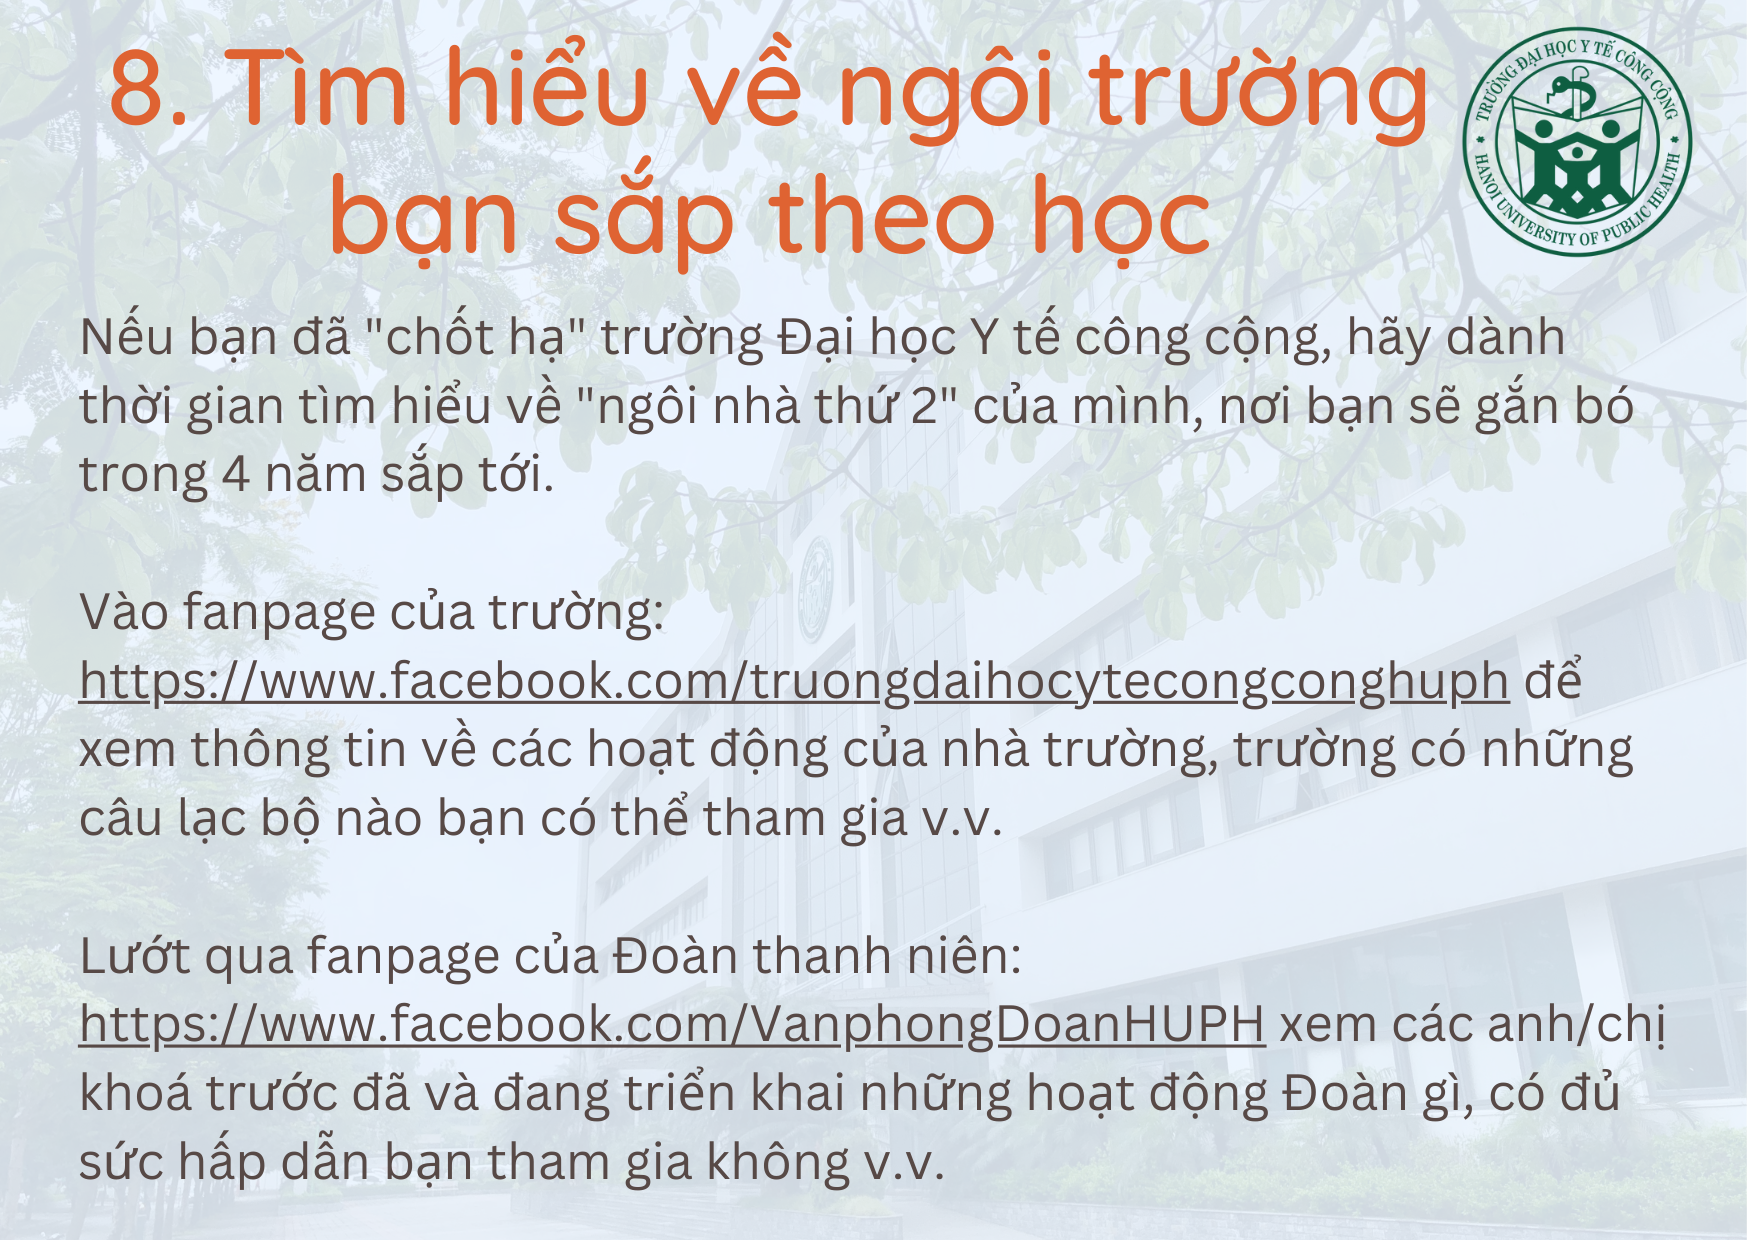 8. Tìm hiểu về ngôi trường
bạn sắp theo học
TRƯỜNG ĐẠI HỌC Y TẾ CÔNG CỘNG
HANOI UNIVERSITY OF PUBLIC HEALTH
Nếu bạn đã "chốt hạ" trường Đại học Y tế công cộng, hãy dành
thời gian tìm hiểu về "ngôi nhà thứ 2" của mình, nơi bạn sẽ gắn bó
trong 4 năm sắp tới.
Vào fanpage của trường:
https://www.facebook.com/truongdaihocytecongconghuph để
xem thông tin về các hoạt động của nhà trường, trường có những
câu lạc bộ nào bạn có thể tham gia v.v.
Lướt qua fanpage của Đoàn thanh niên:
https://www.facebook.com/VanphongDoanHUPH xem các anh/chị
khoá trước đã và đang triển khai những hoạt động Đoàn gì, có đủ
sức hấp dẫn bạn tham gia không v.v.